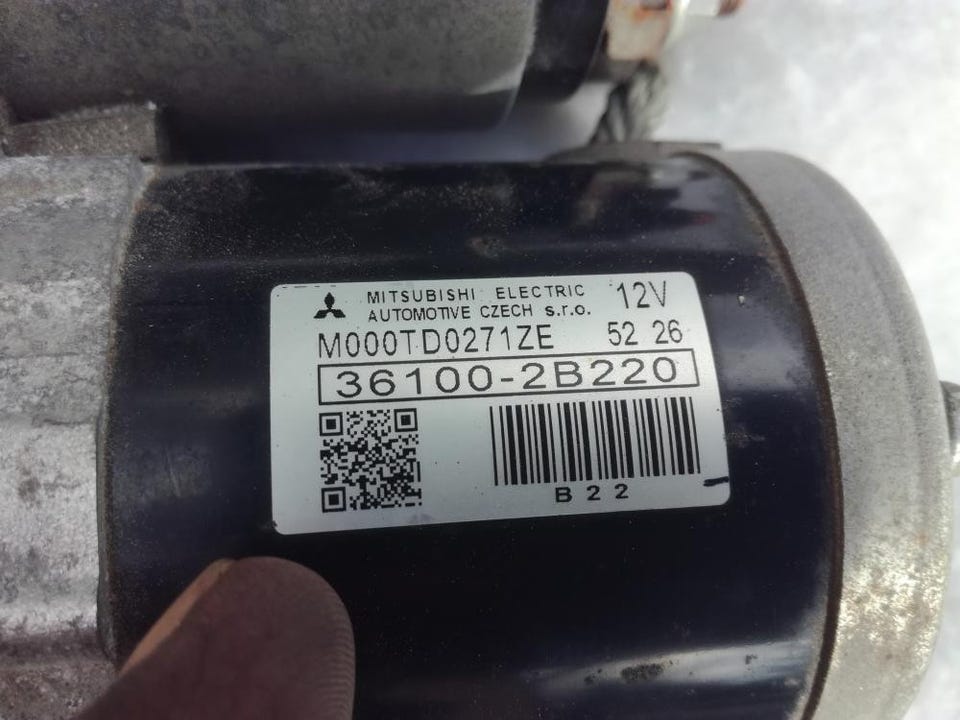 MITSUBISHI ELECTRIC
AUTOMOTIVE CZECH s.r.o. 12V
M000TD0271ZE 52 26
36100-2B220
B22